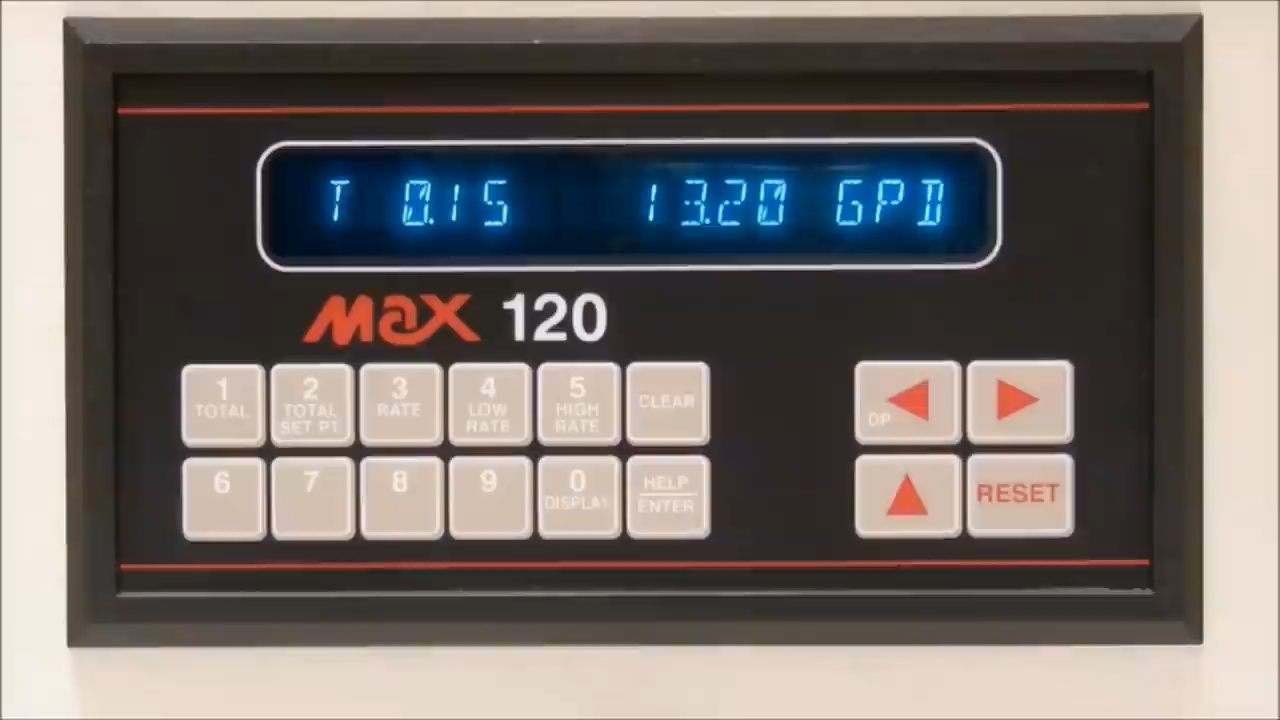 T 0.15 13.20 GPD
MAX 120
1 TOTAL
2 TOTAL SET PT
3 RATE
4 LOW RATE
5 HIGH RATE
CLEAR
DP
6
7
8
9
0 DISPLAY
HELP ENTER
RESET